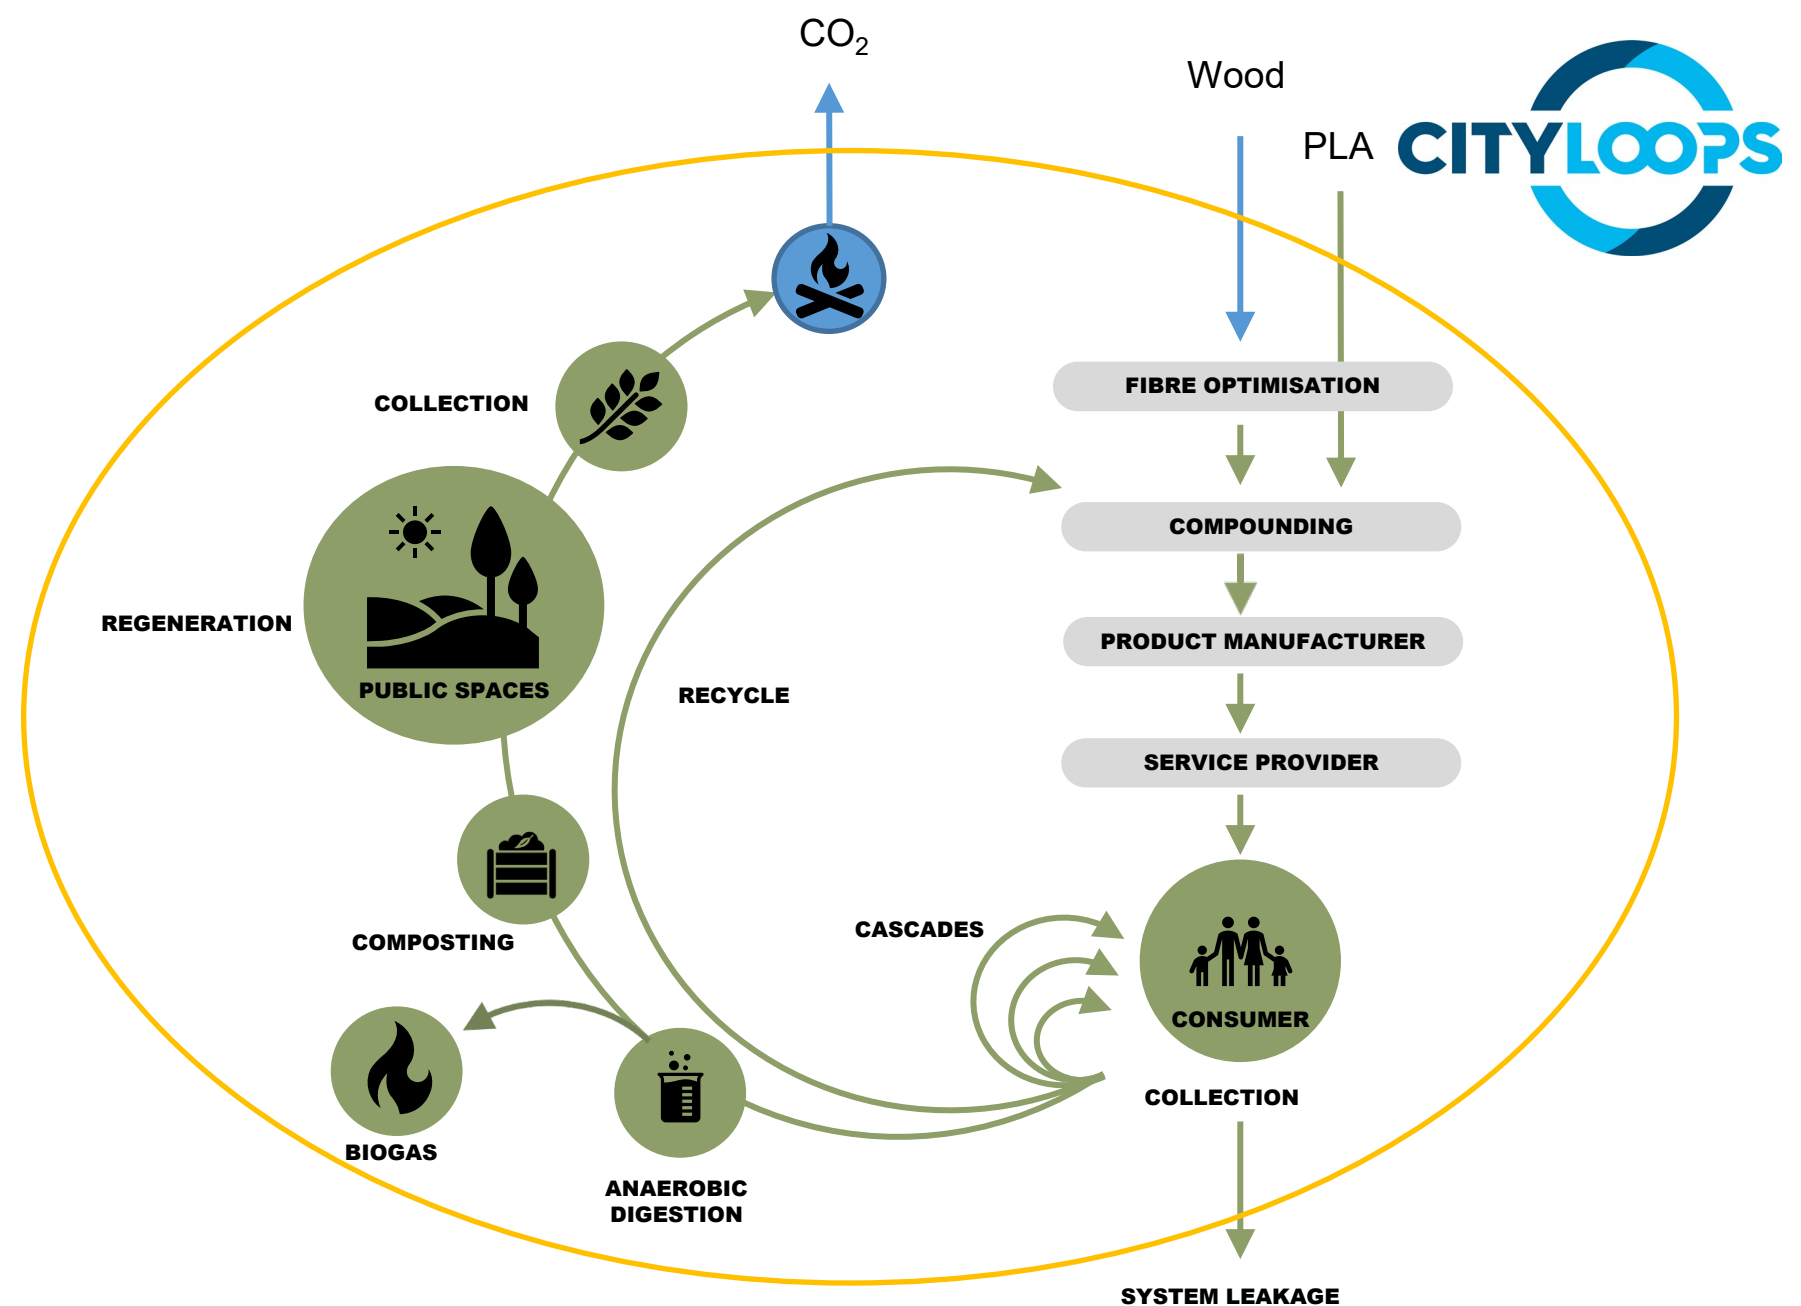 CO₂
Wood
PLA
CITYLOOPS
FIBRE OPTIMISATION
COLLECTION
COMPOUNDING
REGENERATION
PRODUCT MANUFACTURER
PUBLIC SPACES
RECYCLE
SERVICE PROVIDER
CASCADES
COMPOSTING
CONSUMER
COLLECTION
BIOGAS
ANAEROBIC
DIGESTION
SYSTEM LEAKAGE